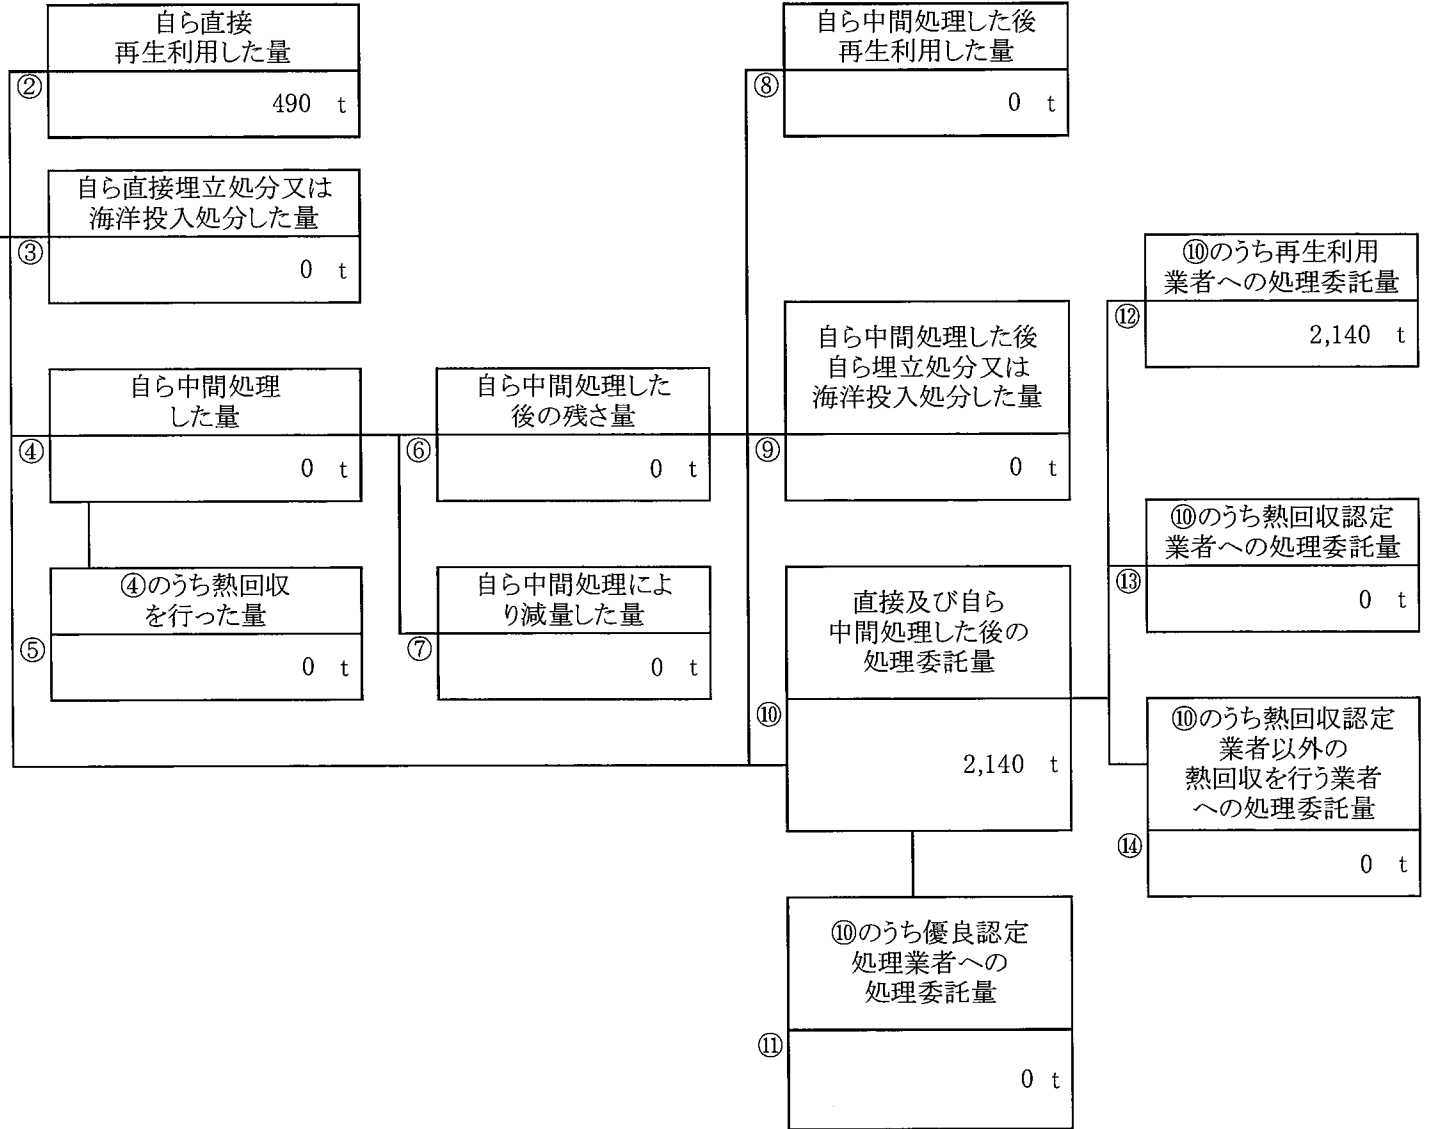 自ら直接
再生利用した量
②
490 t
自ら直接埋立処分又は
海洋投入処分した量
③
0 t
自ら中間処理
した量
④
0 t
④のうち熱回収
を行った量
⑤
0 t
自ら中間処理した
後の残さ量
⑥
0 t
自ら中間処理によ
り減量した量
⑦
0 t
自ら中間処理した後
再生利用した量
⑧
0 t
自ら中間処理した後
自ら埋立処分又は
海洋投入処分した量
⑨
0 t
直接及び自ら
中間処理した後の
処理委託量
⑩
2,140 t
⑩のうち優良認定
処理業者への
処理委託量
⑪
0 t
⑩のうち再生利用
業者への処理委託量
⑫
2,140 t
⑩のうち熱回収認定
業者への処理委託量
⑬
0 t
⑩のうち熱回収認定
業者以外の
熱回収を行う業者
への処理委託量
⑭
0 t